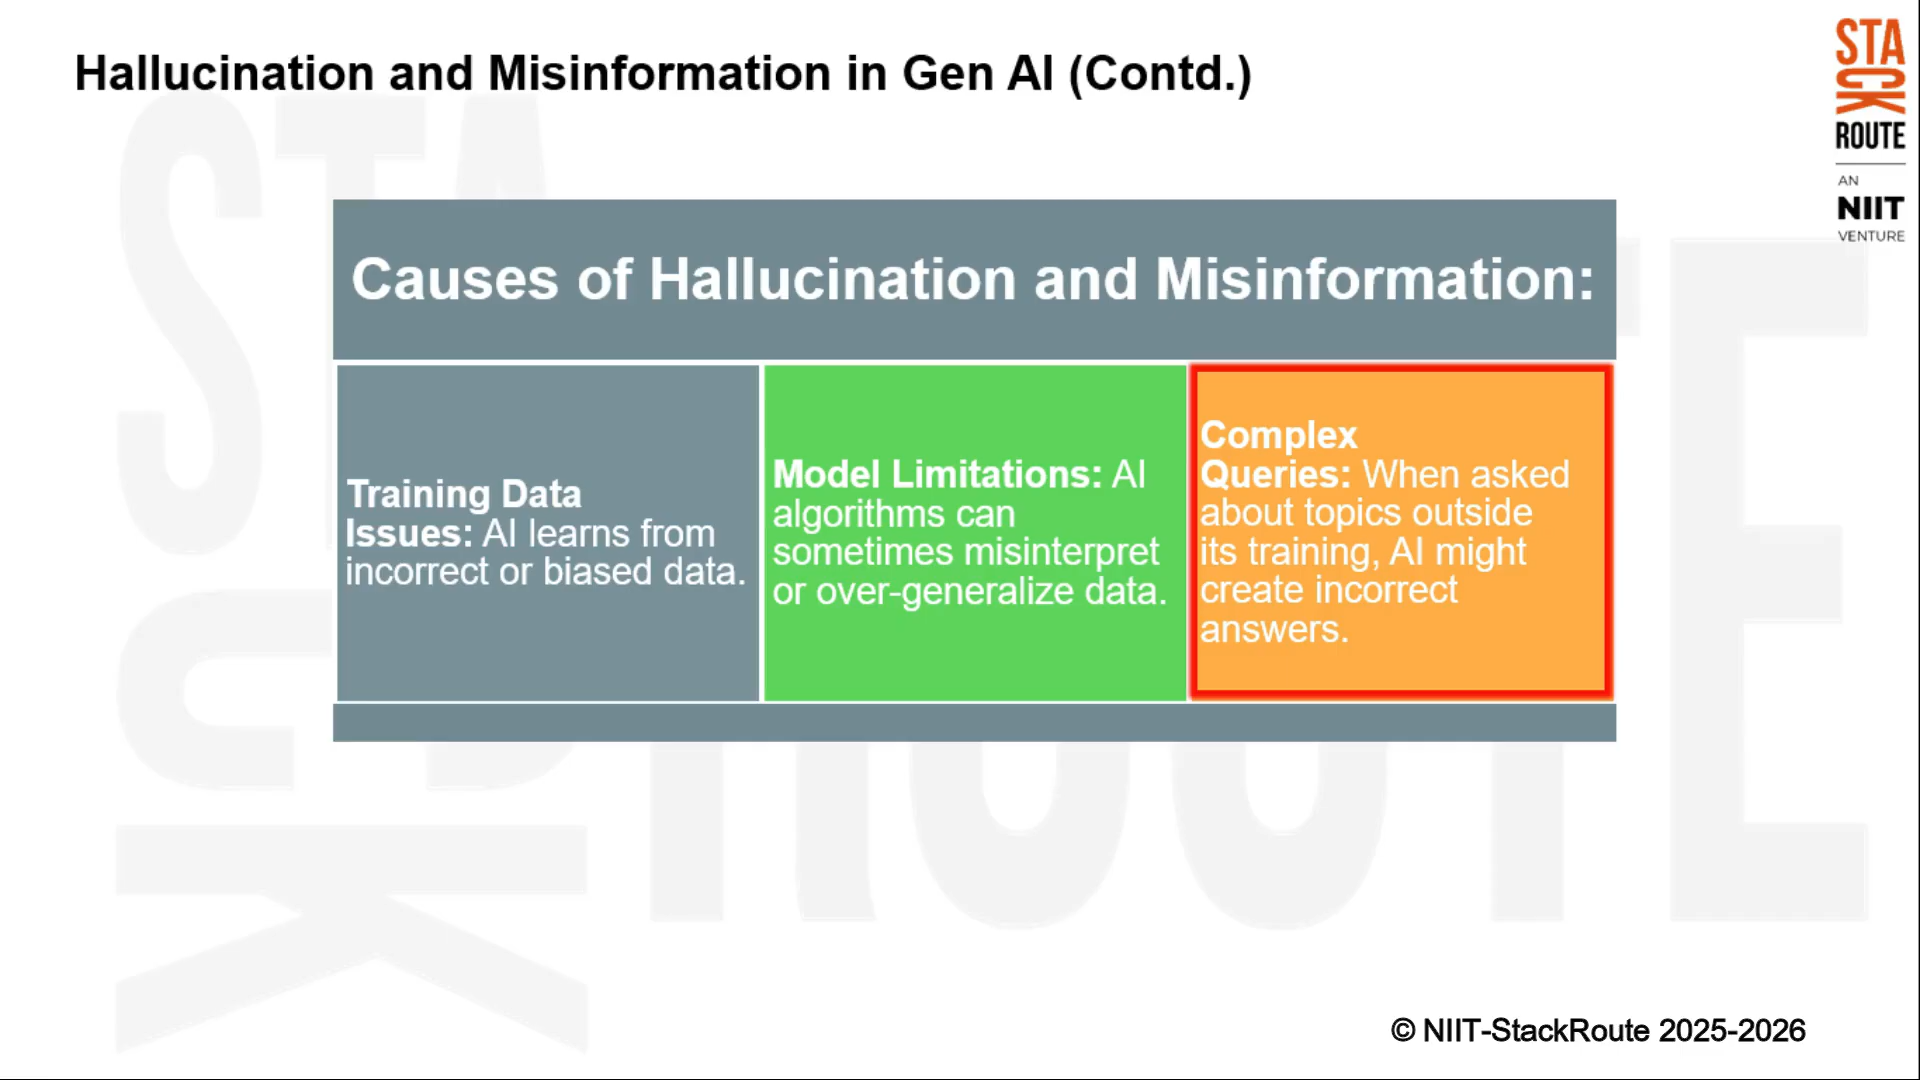 Hallucination and Misinformation in Gen AI (Contd.)
STA
CK
ROUTE
AN
NIIT
VENTURE
Causes of Hallucination and Misinformation:
Training Data
Issues: AI learns from
incorrect or biased data.
Model Limitations: AI
algorithms can
sometimes misinterpret
or over-generalize data.
Complex
Queries: When asked
about topics outside
its training, AI might
create incorrect
answers.
© NIIT-StackRoute 2025-2026